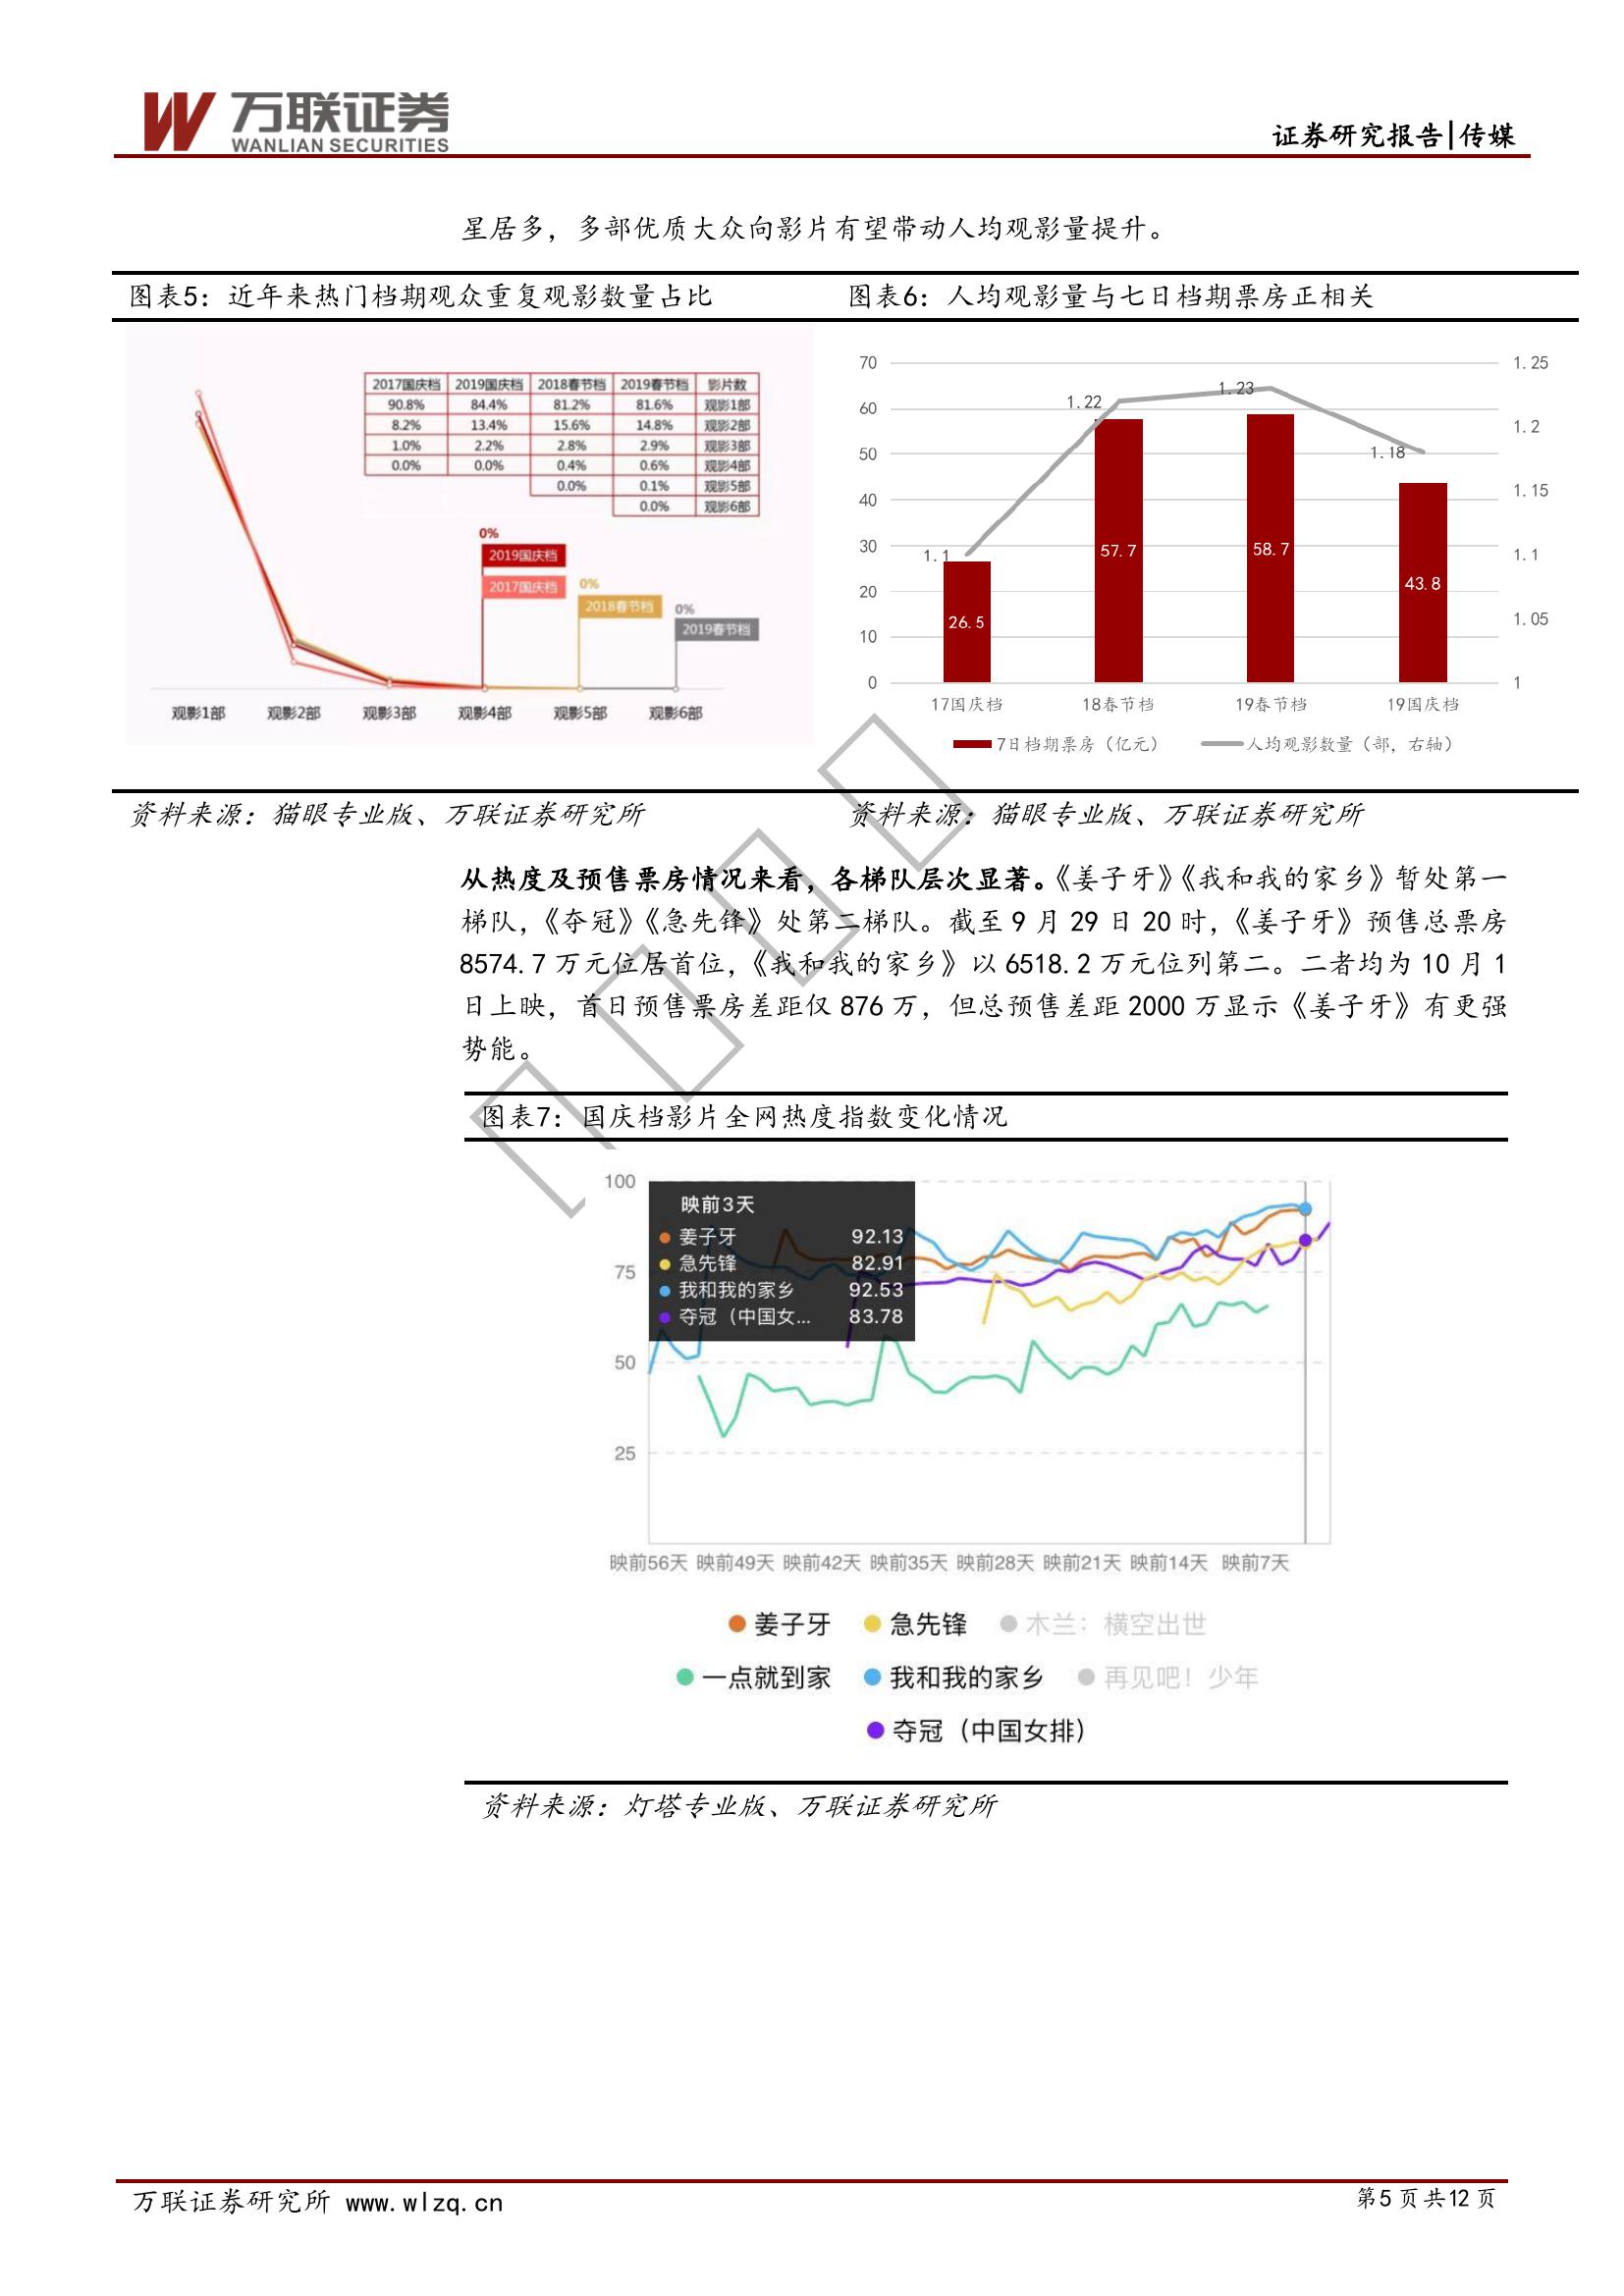 万联证券
WANLIAN SECURITIES
证券研究报告|传媒
星居多，多部优质大众向影片有望带动人均观影量提升。
图表5：近年来热门档期观众重复观影数量占比
2017国庆档 2019国庆档 2018春节档 2019春节档 影片数
90.8% 84.4% 81.2% 81.6% 观影1部
8.2% 13.4% 15.6% 14.8% 观影2部
1.0% 2.2% 2.8% 2.9% 观影3部
0.0% 0.0% 0.4% 0.6% 观影4部
0.0% 0.1% 观影5部
0.0% 观影6部
0%
2019国庆档
2017国庆档 0%
2018春节档 0%
2019春节档
观影1部 观影2部 观影3部 观影4部 观影5部 观影6部
图表6：人均观影量与七日档期票房正相关
70 1.25
1.23
1.22
60 1.2
50
1.18
1.15
40
30 1.1
1.1
57.7 58.7
43.8
20
26.5 1.05
10
0 1
17国庆档 18春节档 19春节档 19国庆档
7日档期票房（亿元） 人均观影数量（部，右轴）
资料来源：猫眼专业版、万联证券研究所
资料来源：猫眼专业版、万联证券研究所
从热度及预售票房情况来看，各梯队层次显著。《姜子牙》《我和我的家乡》暂处第一
梯队，《夺冠》《急先锋》处第二梯队。截至 9 月 29 日 20 时，《姜子牙》预售总票房
8574.7 万元位居首位，《我和我的家乡》以 6518.2 万元位列第二。二者均为 10 月 1
日上映，首日预售票房差距仅 876 万，但总预售差距 2000 万显示《姜子牙》有更强
势能。
图表7：国庆档影片全网热度指数变化情况
100
75
50
25
映前3天
姜子牙 92.13
急先锋 82.91
我和我的家乡 92.53
夺冠（中国女... 83.78
映前56天 映前49天 映前42天 映前35天 映前28天 映前21天 映前14天 映前7天
姜子牙 急先锋 木兰：横空出世
一点就到家 我和我的家乡 再见吧！少年
夺冠（中国女排）
资料来源：灯塔专业版、万联证券研究所
万联证券研究所 www.wlzq.cn
第5 页 共12 页